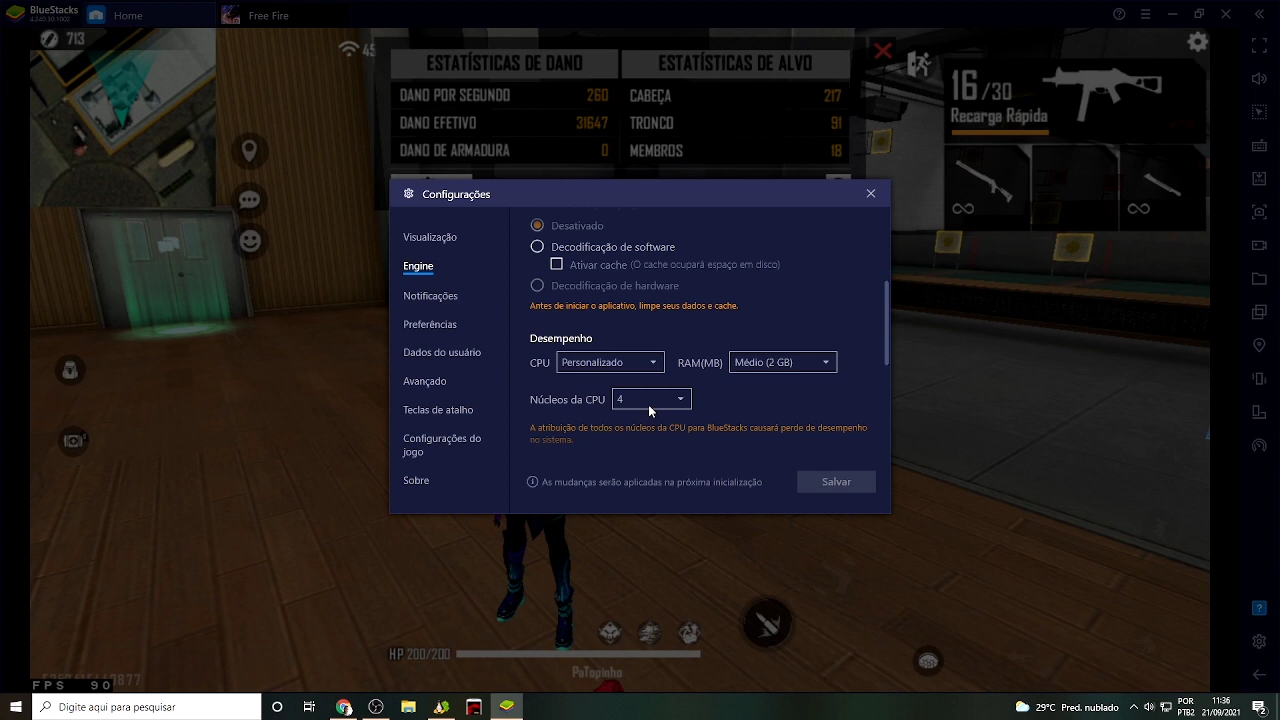 BlueStacks
4.240.30.1002
Home
Free Fire
713
45
ESTATÍSTICAS DE DANO
ESTATÍSTICAS DE ALVO
DANO POR SEGUNDO 260
CABEÇA 217
DANO EFETIVO 31647
TRONCO 91
DANO DE ARMADURA 0
MEMBROS 18
16/30
Recarga Rápida
Configurações
Visualização
Engine
Notificações
Preferências
Dados do usuário
Avançado
Teclas de atalho
Configurações do
jogo
Sobre
Desativado
Decodificação de software
Ativar cache (O cache ocupará espaço em disco)
Decodificação de hardware
Antes de iniciar o aplicativo, limpe seus dados e cache.
Desempenho
CPU Personalizado RAM(MB) Médio (2 GB)
Núcleos da CPU 4
A atribuição de todos os núcleos da CPU para BlueStacks causará perde de desempenho
no sistema.
As mudanças serão aplicadas na próxima inicialização
Salvar
HP 200/200
PaTopinho
FPS 90
Digite aqui para pesquisar
29°C Pred. nublado
POR
PTB2
11:36
21/09/2021